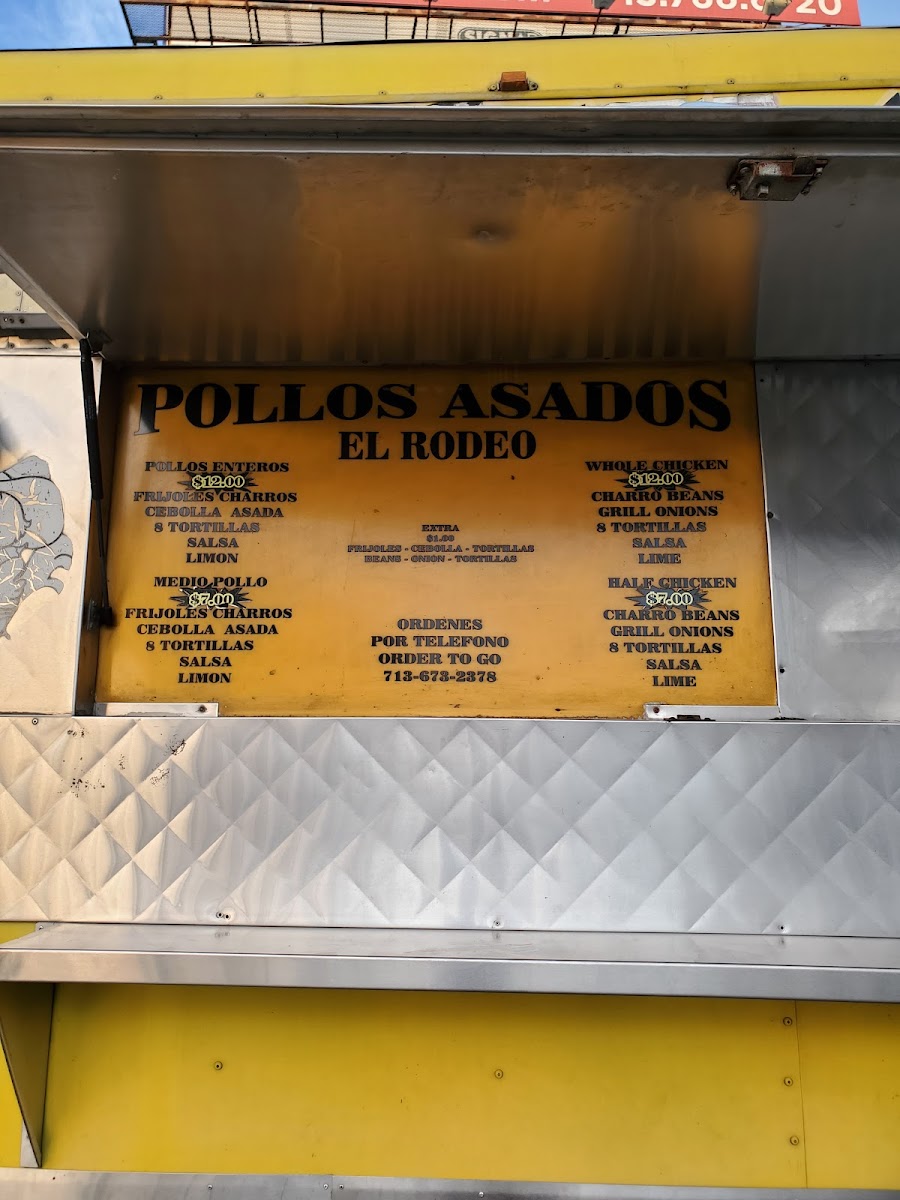 POLLOS ASADOS
EL RODEO
POLLOS ENTEROS
$12.00
FRIJOLES CHARROS
CEBOLLA ASADA
8 TORTILLAS
SALSA
LIMON
MEDIO POLLO
$7.00
FRIJOLES CHARROS
CEBOLLA ASADA
8 TORTILLAS
SALSA
LIMON
EXTRA
$1.00
FRIJOLES - CEBOLLA - TORTILLAS
BEANS - ONION - TORTILLAS
ORDENES
POR TELEFONO
ORDER TO GO
713-673-2378
WHOLE CHICKEN
$12.00
CHARRO BEANS
GRILL ONIONS
8 TORTILLAS
SALSA
LIME
HALF CHICKEN
$7.00
CHARRO BEANS
GRILL ONIONS
8 TORTILLAS
SALSA
LIME